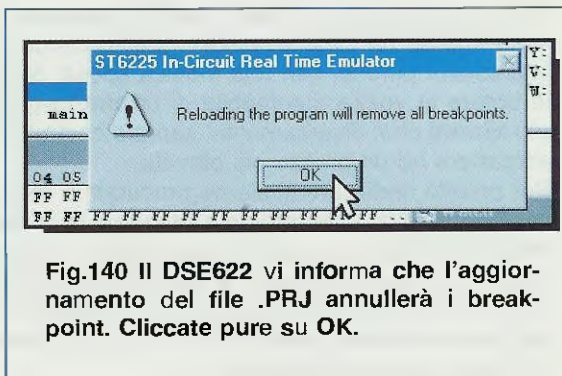 ST6225 In-Circuit Real Time Emulator
Y:
V:
W:
Reloading the program will remove all breakpoints.
main
OK
04 05
FF FF
FF FF FF FF FF FF FF FF FF FF FF FF FF ..
Fig.140 Il DSE622 vi informa che l'aggior-
namento del file .PRJ annullerà i break-
point. Cliccate pure su OK.